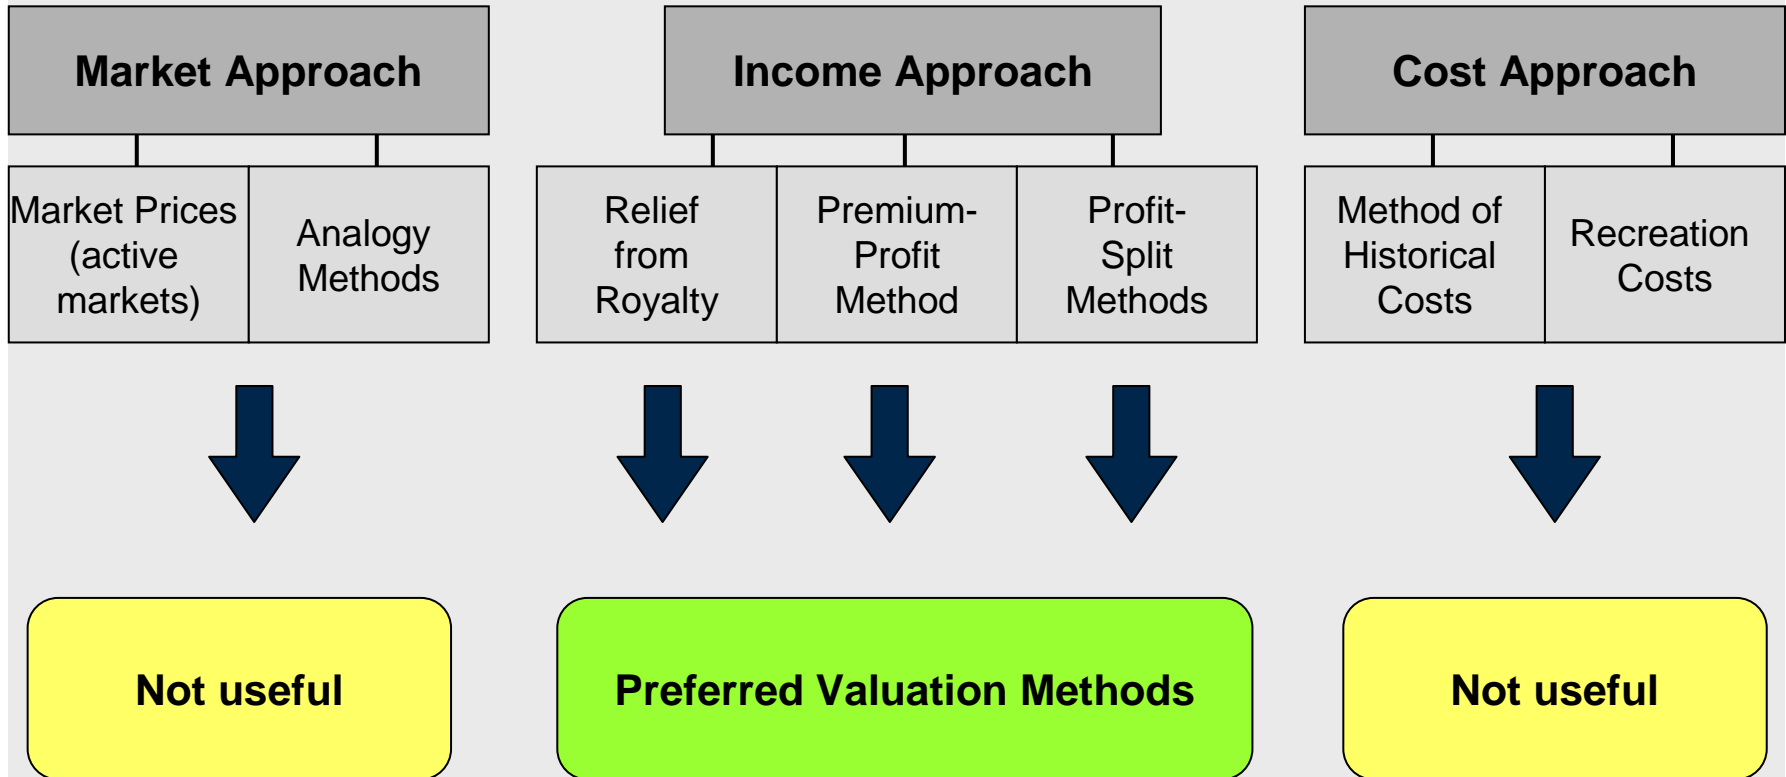 Market Approach
Income Approach
Cost Approach
Market Prices
(active
markets)
Analogy
Methods
Relief
from
Royalty
Premium-
Profit
Method
Profit-
Split
Methods
Method of
Historical
Costs
Recreation
Costs
Not useful
Preferred Valuation Methods
Not useful